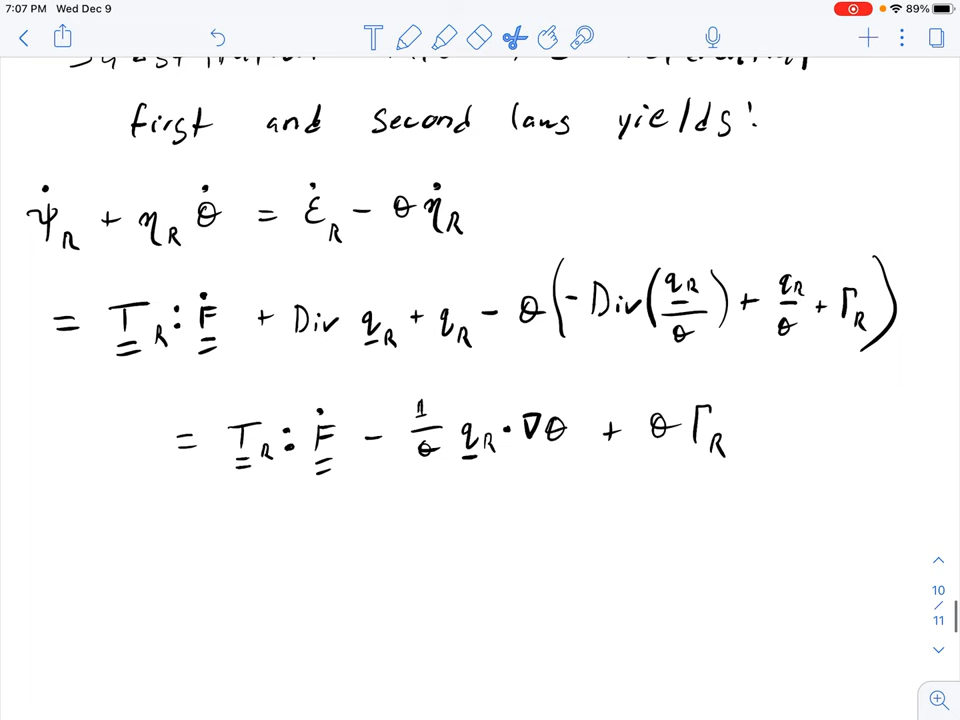 7:07 PM Wed Dec 9 89%
first and second laws yields:
ψ̇_R + η_R θ̇ = ε̇_R - θ η̇_R
= T_R : Ḟ + Div q_R + q_R - θ (- Div (q_R / θ) + q_R / θ + Γ_R)
= T_R : Ḟ - 1/θ q_R · ∇θ + θ Γ_R
10
/
11